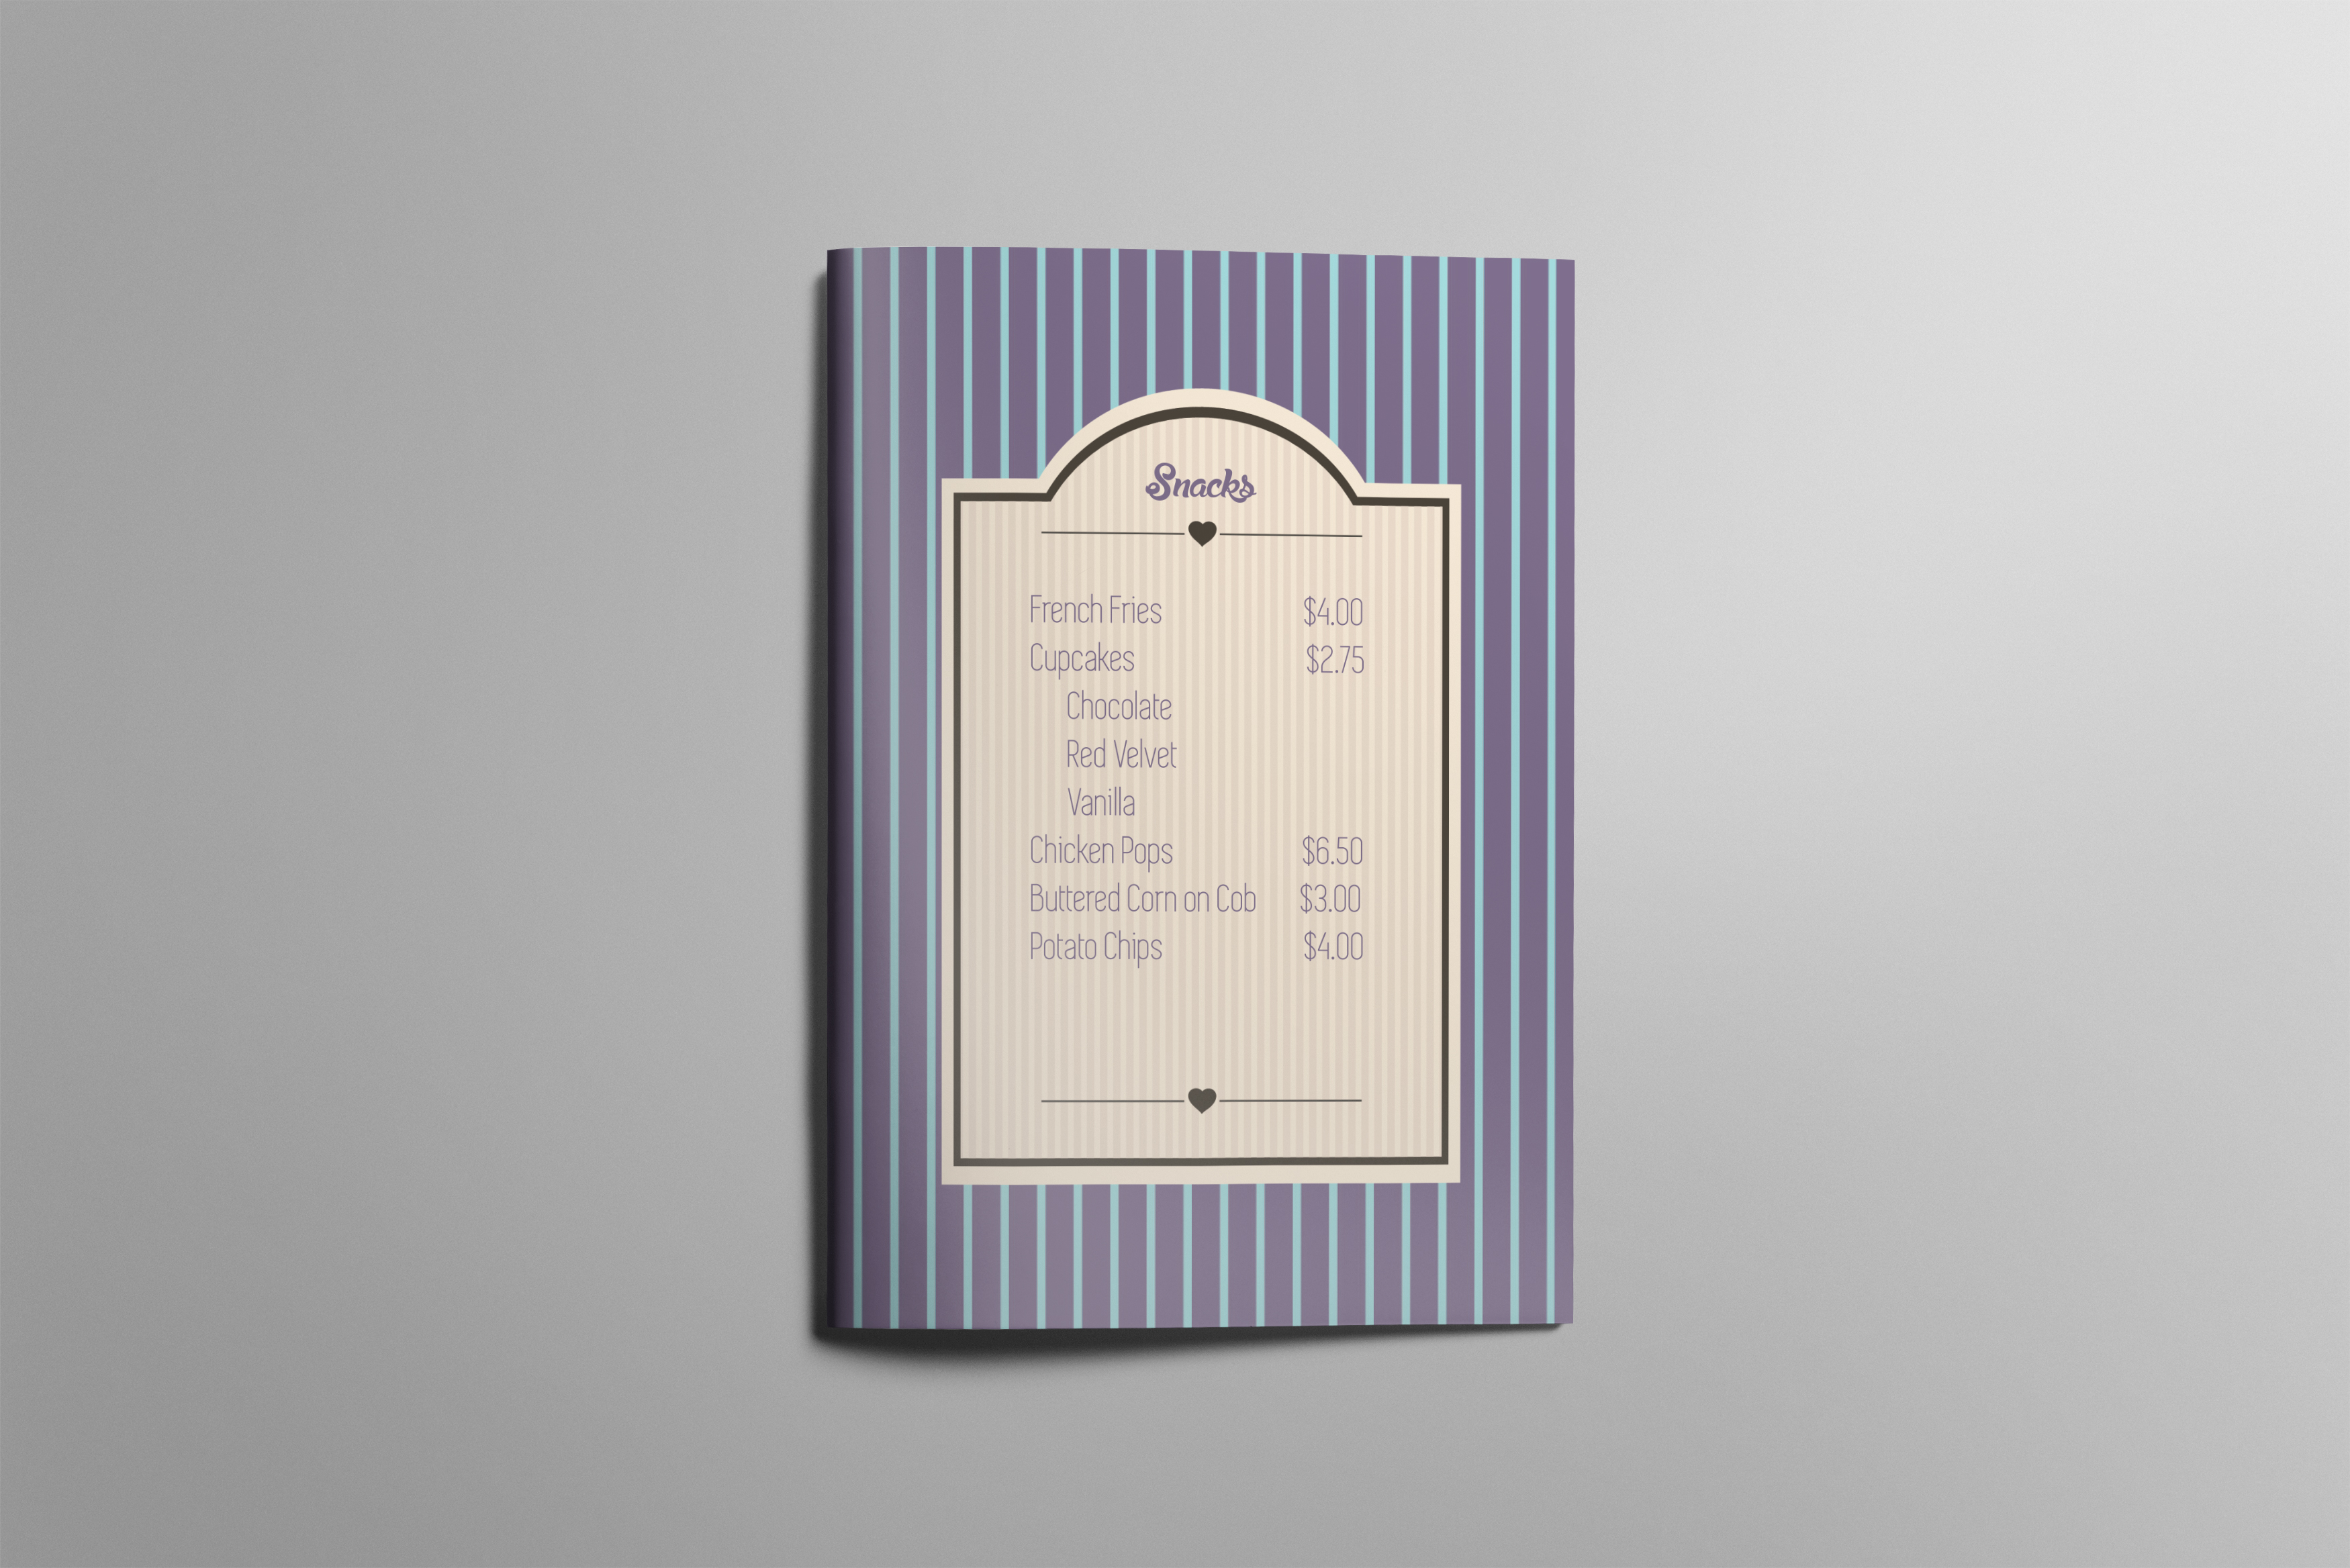 Snacks
French Fries $4.00
Cupcakes $2.75
Chocolate
Red Velvet
Vanilla
Chicken Pops $6.50
Buttered Corn on Cob $3.00
Potato Chips $4.00